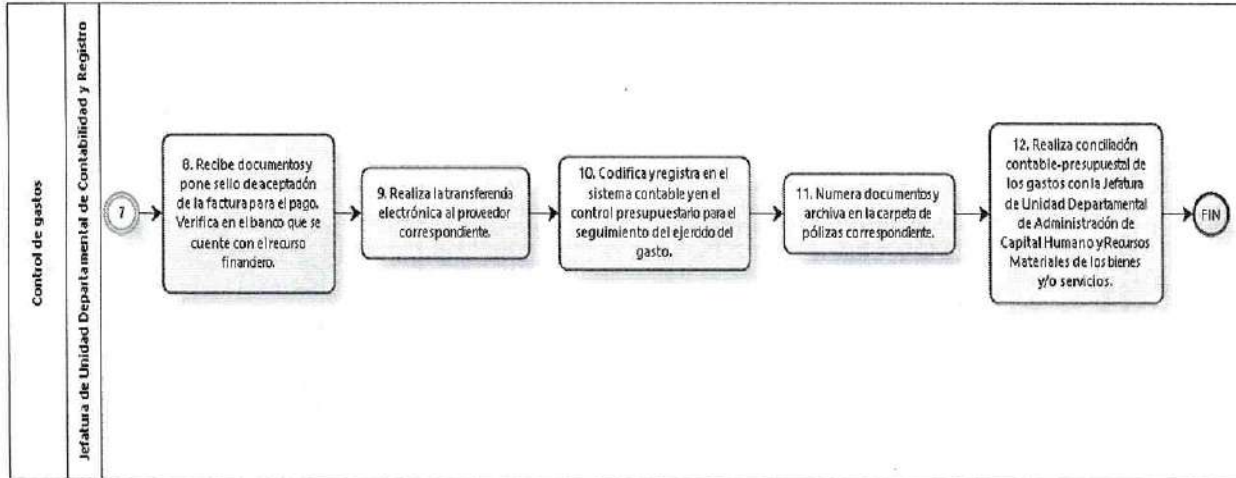 Control de gastos
Jefatura de Unidad Departamental de Contabilidad y Registro
7
8. Recibe documentos y
pone sello de aceptación
de la factura para el pago.
Verifica en el banco que se
cuente con el recurso
financiero.
9. Realiza la transferencia
electrónica al proveedor
correspondiente.
10. Codifica y registra en el
sistema contable y en el
control presupuestario para el
seguimiento del ejercicio del
gasto.
11. Numera documentos y
archiva en la carpeta de
pólizas correspondiente.
12. Realiza conciliación
contable-presupuestal de
los gastos con la Jefatura
de Unidad Departamental
de Administración de
Capital Humano y Recursos
Materiales de los bienes
y/o servicios.
FIN